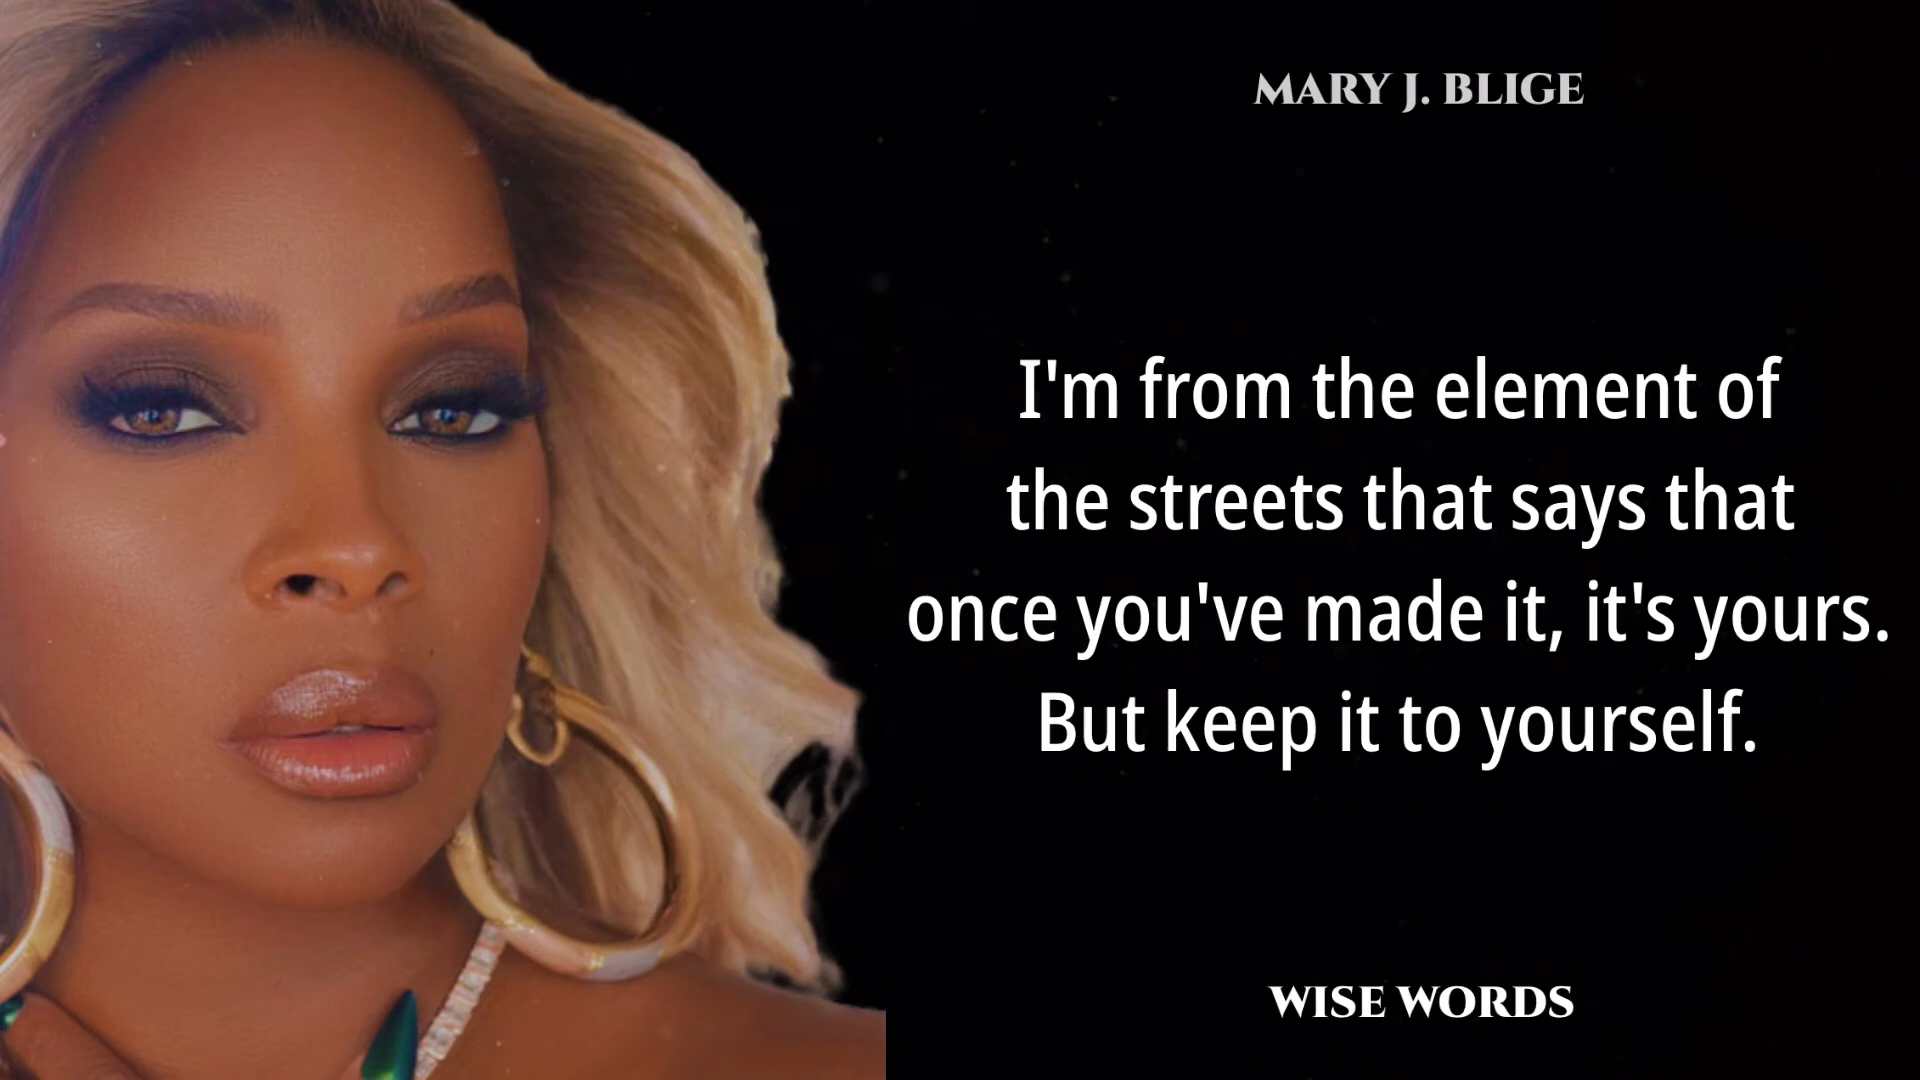 MARY J. BLIGE
I'm from the element of
the streets that says that
once you've made it, it's yours.
But keep it to yourself.
WISE WORDS